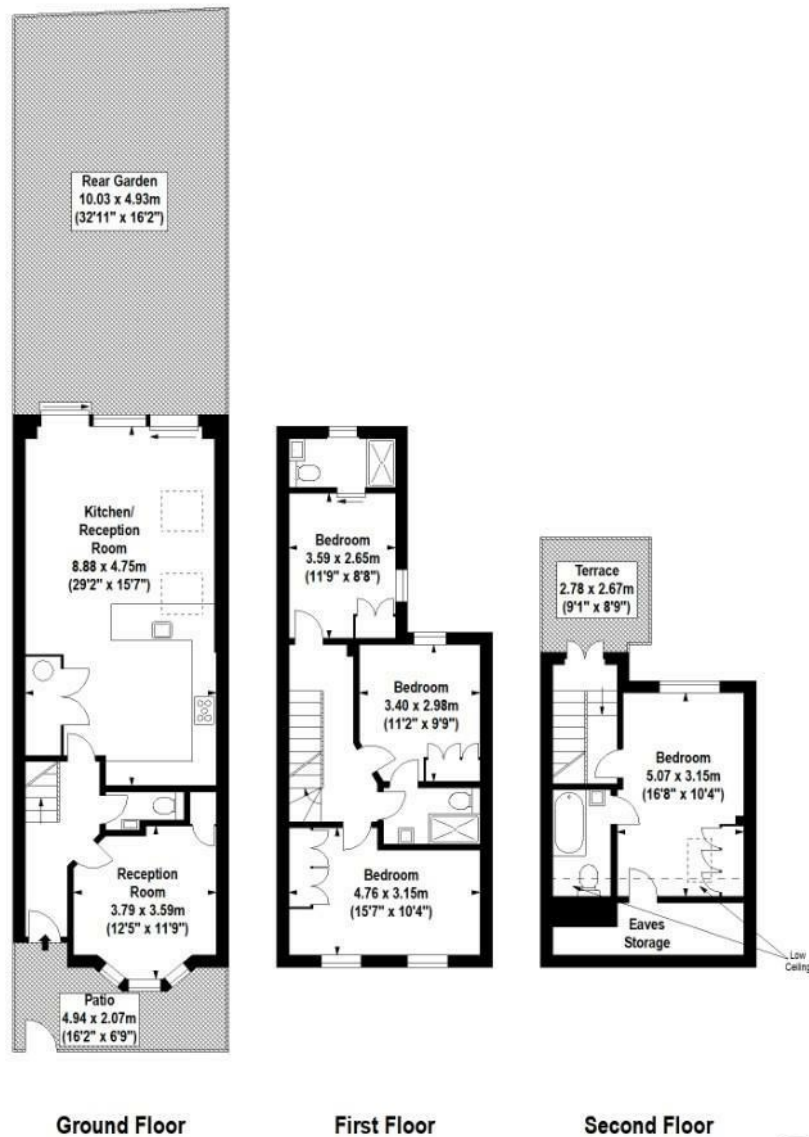 Rear Garden
10.03 x 4.93m
(32'11" x 16'2")
Kitchen/
Reception
Room
8.88 x 4.75m
(29'2" x 15'7")
Reception
Room
3.79 x 3.59m
(12'5" x 11'9")
Patio
4.94 x 2.07m
(16'2" x 6'9")
Ground Floor
Bedroom
3.59 x 2.65m
(11'9" x 8'8")
Bedroom
3.40 x 2.98m
(11'2" x 9'9")
Bedroom
4.76 x 3.15m
(15'7" x 10'4")
First Floor
Terrace
2.78 x 2.67m
(9'1" x 8'9")
Bedroom
5.07 x 3.15m
(16'8" x 10'4")
Eaves
Storage
Low
Ceiling
Second Floor